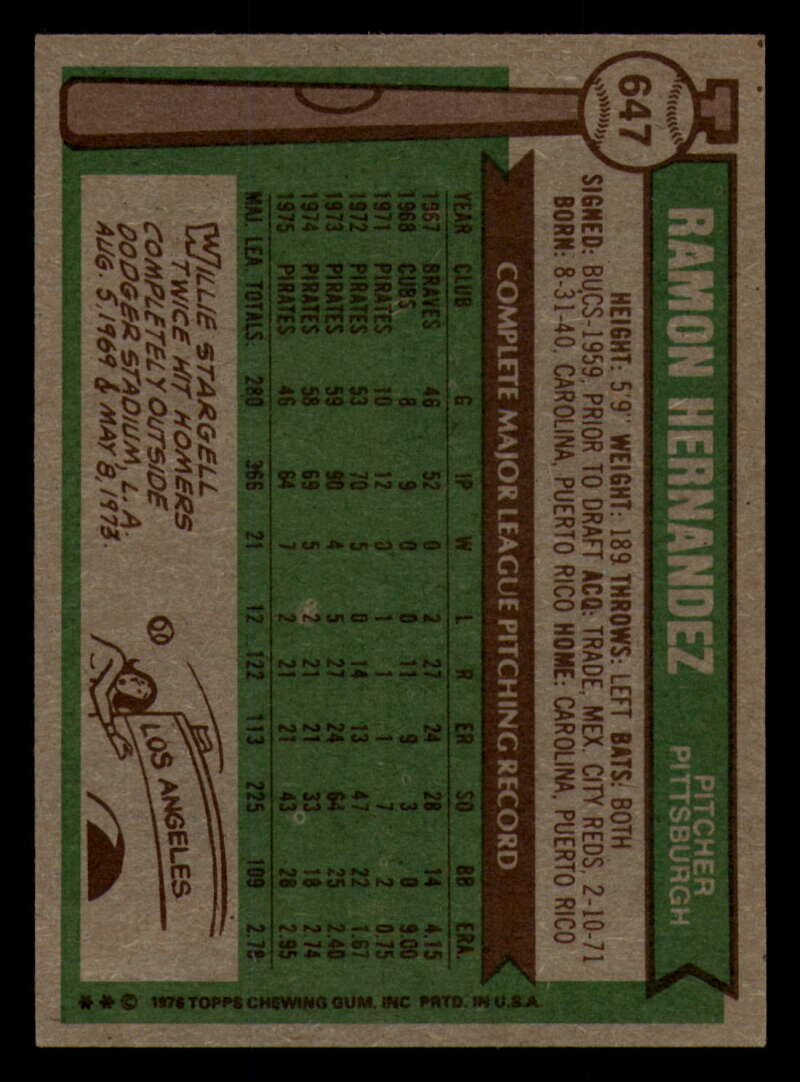 647
RAMON HERNANDEZ
PITCHER
PITTSBURGH
HEIGHT: 5'9" WEIGHT: 189 THROWS: LEFT BATS: BOTH
SIGNED: BUCS-1959, PRIOR TO DRAFT ACQ: TRADE, MEX. CITY REDS, 2-10-71
BORN: 8-31-40, CAROLINA, PUERTO RICO HOME: CAROLINA, PUERTO RICO
COMPLETE MAJOR LEAGUE PITCHING RECORD
YEAR CLUB G IP W L R ER SO BB ERA.
1967 BRAVES 46 52 0 2 27 24 28 14 4.15
1968 CUBS 8 9 0 0 11 9 3 0 9.00
1971 PIRATES 10 12 0 1 1 1 7 2 0.75
1972 PIRATES 53 70 5 0 14 13 47 22 1.67
1973 PIRATES 59 90 4 5 27 24 64 25 2.40
1974 PIRATES 58 69 5 2 21 21 33 18 2.74
1975 PIRATES 46 64 7 2 21 21 43 28 2.95
MAJ. LEA. TOTALS. 280 366 21 12 122 113 225 109 2.78
WILLIE STARGELL
TWICE HIT HOMERS
COMPLETELY OUTSIDE
DODGER STADIUM, L.A.
AUG. 5, 1969 & MAY 8, 1973.
LOS ANGELES
** © 1976 TOPPS CHEWING GUM, INC PRTD. IN U.S.A.